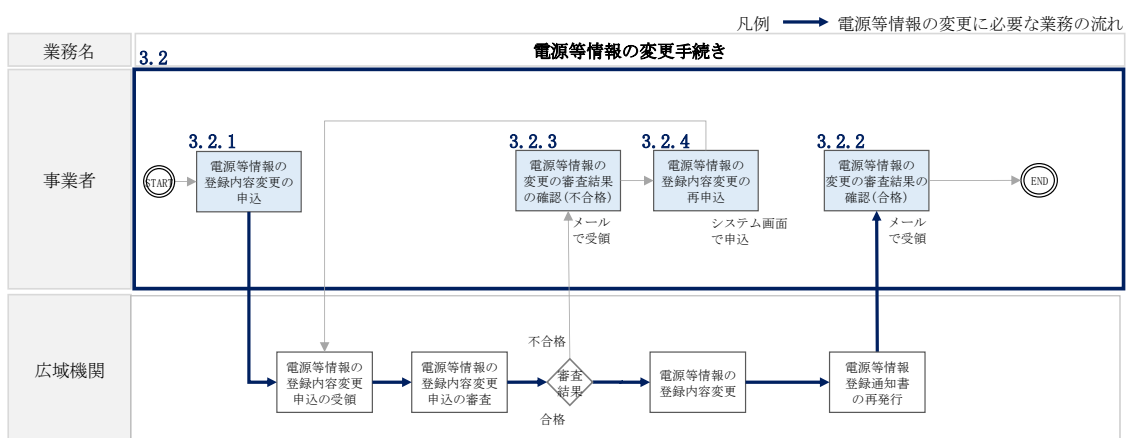 凡例
電源等情報の変更に必要な業務の流れ
業務名
3.2
電源等情報の変更手続き
事業者
START
3.2.1
電源等情報の
登録内容変更の
申込
3.2.3
電源等情報の
変更の審査結果
の確認(不合格)
メール
で受領
3.2.4
電源等情報の
登録内容変更の
再申込
システム画面
で申込
3.2.2
電源等情報の
変更の審査結果の
確認(合格)
メール
で受領
END
広域機関
電源等情報の
登録内容変更
申込の受領
電源等情報の
登録内容変更
申込の審査
不合格
審査
結果
合格
電源等情報の
登録内容変更
電源等情報
登録通知書
の再発行